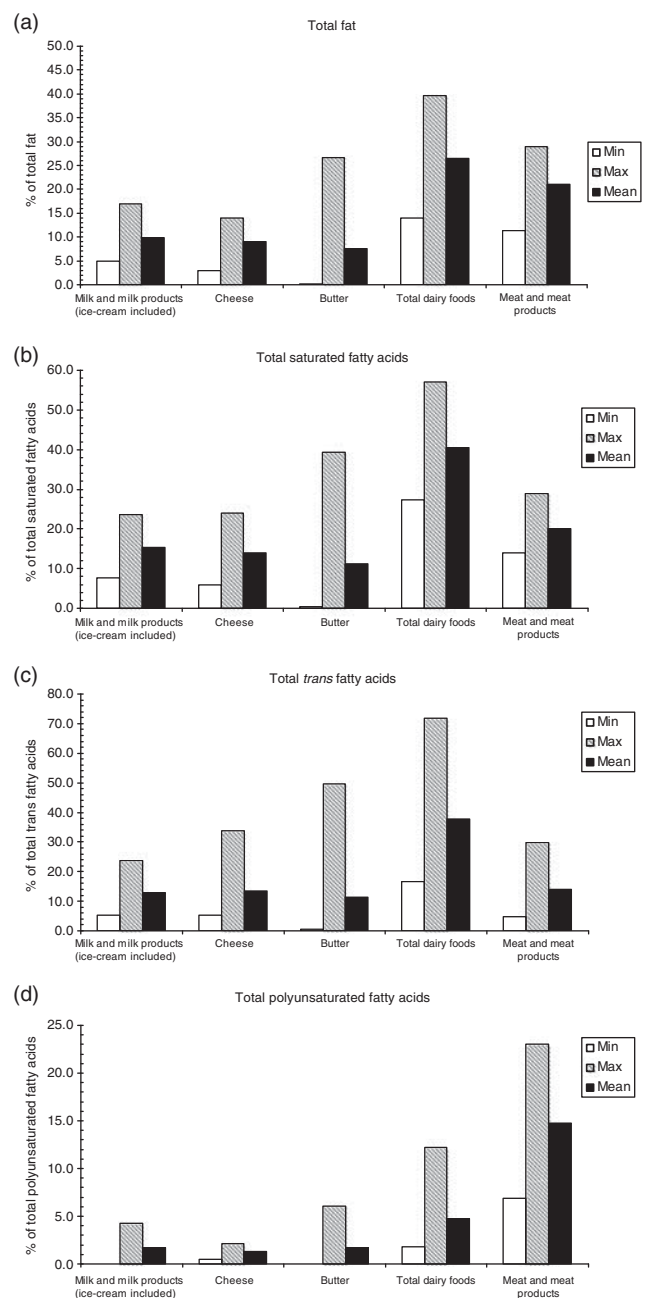 (a)
Total fat
% of total fat
50.0
45.0
40.0
35.0
30.0
25.0
20.0
15.0
10.0
5.0
0.0
Min
Max
Mean
Milk and milk products
(ice-cream included)
Cheese
Butter
Total dairy foods
Meat and meat
products
(b)
Total saturated fatty acids
% of total saturated fatty acids
60.0
50.0
40.0
30.0
20.0
10.0
0.0
Min
Max
Mean
Milk and milk products
(ice-cream included)
Cheese
Butter
Total dairy foods
Meat and meat
products
(c)
Total trans fatty acids
% of total trans fatty acids
80.0
70.0
60.0
50.0
40.0
30.0
20.0
10.0
0.0
Min
Max
Mean
Milk and milk products
(ice-cream included)
Cheese
Butter
Total dairy foods
Meat and meat
products
(d)
Total polyunsaturated fatty acids
% of total polyunsaturated fatty acids
25.0
20.0
15.0
10.0
5.0
0.0
Min
Max
Mean
Milk and milk products
(ice-cream included)
Cheese
Butter
Total dairy foods
Meat and meat
products